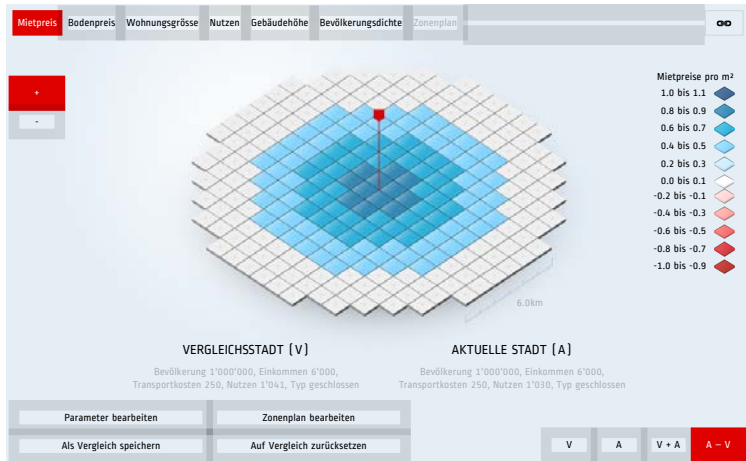 Mietpreis Bodenpreis Wohnungsgrösse Nutzen Gebäudehöhe Bevölkerungsdichte Zonenplan
+
-
Mietpreise pro m²
1.0 bis 1.1
0.8 bis 0.9
0.6 bis 0.7
0.4 bis 0.5
0.2 bis 0.3
0.0 bis 0.1
-0.2 bis -0.1
-0.4 bis -0.3
-0.6 bis -0.5
-0.8 bis -0.7
-1.0 bis -0.9
6.0km
VERGLEICHSSTADT (V)
Bevölkerung 1'000'000, Einkommen 6'000,
Transportkosten 250, Nutzen 1'041, Typ geschlossen
AKTUELLE STADT (A)
Bevölkerung 1'000'000, Einkommen 6'000,
Transportkosten 250, Nutzen 1'030, Typ geschlossen
Parameter bearbeiten Zonenplan bearbeiten
Als Vergleich speichern Auf Vergleich zurücksetzen
V A V + A A – V